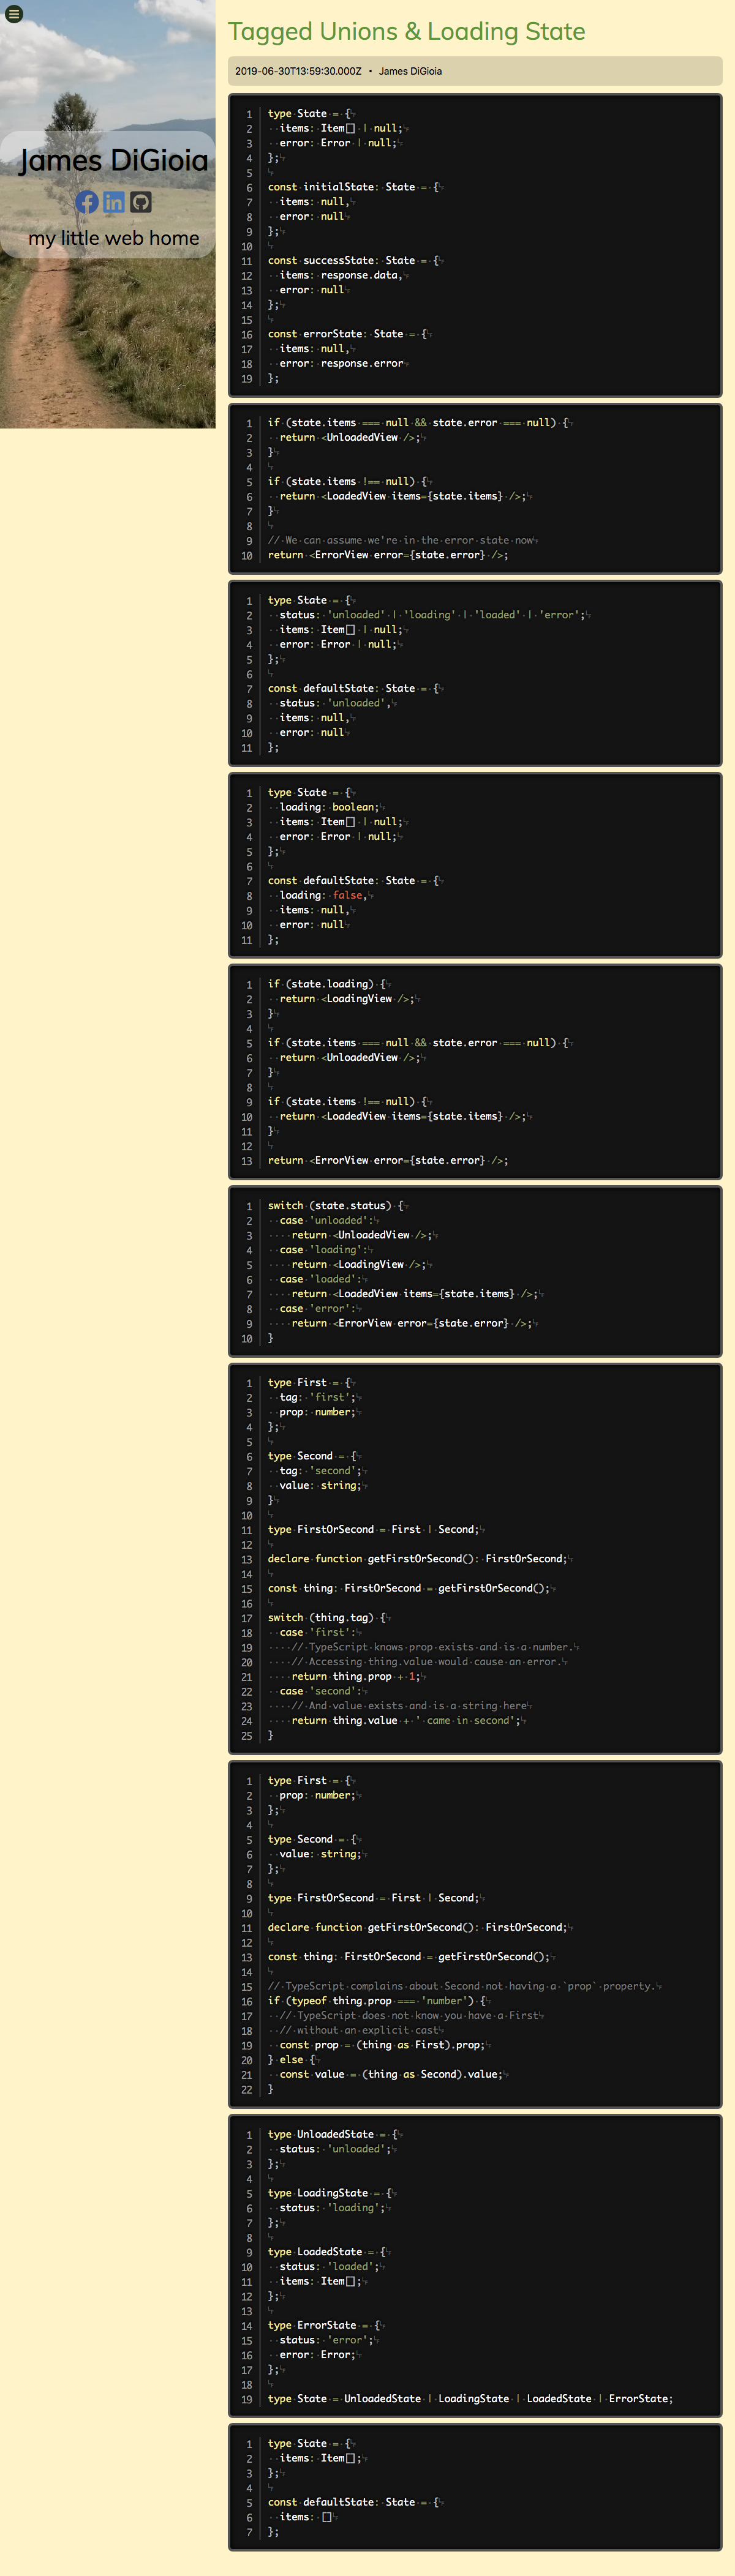 James DiGioia
my little web home
Tagged Unions & Loading State
2019-06-30T13:59:30.000Z • James DiGioia
1 type State = {
2   items: Item[] | null;
3   error: Error | null;
4 };
5
6 const initialState: State = {
7   items: null,
8   error: null
9 };
10
11 const successState: State = {
12   items: response.data,
13   error: null
14 };
15
16 const errorState: State = {
17   items: null,
18   error: response.error
19 };
1 if (state.items === null && state.error === null) {
2   return <UnloadedView />;
3 }
4
5 if (state.items !== null) {
6   return <LoadedView items={state.items} />;
7 }
8
9 // We can assume we're in the error state now
10 return <ErrorView error={state.error} />;
1 type State = {
2   status: 'unloaded' | 'loading' | 'loaded' | 'error';
3   items: Item[] | null;
4   error: Error | null;
5 };
6
7 const defaultState: State = {
8   status: 'unloaded',
9   items: null,
10   error: null
11 };
1 type State = {
2   loading: boolean;
3   items: Item[] | null;
4   error: Error | null;
5 };
6
7 const defaultState: State = {
8   loading: false,
9   items: null,
10   error: null
11 };
1 if (state.loading) {
2   return <LoadingView />;
3 }
4
5 if (state.items === null && state.error === null) {
6   return <UnloadedView />;
7 }
8
9 if (state.items !== null) {
10   return <LoadedView items={state.items} />;
11 }
12
13 return <ErrorView error={state.error} />;
1 switch (state.status) {
2   case 'unloaded':
3     return <UnloadedView />;
4   case 'loading':
5     return <LoadingView />;
6   case 'loaded':
7     return <LoadedView items={state.items} />;
8   case 'error':
9     return <ErrorView error={state.error} />;
10 }
1 type First = {
2   tag: 'first';
3   prop: number;
4 };
5
6 type Second = {
7   tag: 'second';
8   value: string;
9 }
10
11 type FirstOrSecond = First | Second;
12
13 declare function getFirstOrSecond(): FirstOrSecond;
14
15 const thing: FirstOrSecond = getFirstOrSecond();
16
17 switch (thing.tag) {
18   case 'first':
19     // TypeScript knows prop exists and is a number.
20     // Accessing thing.value would cause an error.
21     return thing.prop + 1;
22   case 'second':
23     // And value exists and is a string here
24     return thing.value + ' came in second';
25 }
1 type First = {
2   prop: number;
3 };
4
5 type Second = {
6   value: string;
7 };
8
9 type FirstOrSecond = First | Second;
10
11 declare function getFirstOrSecond(): FirstOrSecond;
12
13 const thing: FirstOrSecond = getFirstOrSecond();
14
15 // TypeScript complains about Second not having a `prop` property.
16 if (typeof thing.prop === 'number') {
17   // TypeScript does not know you have a First
18   // without an explicit cast
19   const prop = (thing as First).prop;
20 } else {
21   const value = (thing as Second).value;
22 }
1 type UnloadedState = {
2   status: 'unloaded';
3 };
4
5 type LoadingState = {
6   status: 'loading';
7 };
8
9 type LoadedState = {
10   status: 'loaded';
11   items: Item[];
12 };
13
14 type ErrorState = {
15   status: 'error';
16   error: Error;
17 };
18
19 type State = UnloadedState | LoadingState | LoadedState | ErrorState;
1 type State = {
2   items: Item[];
3 };
4
5 const defaultState: State = {
6   items: []
7 };